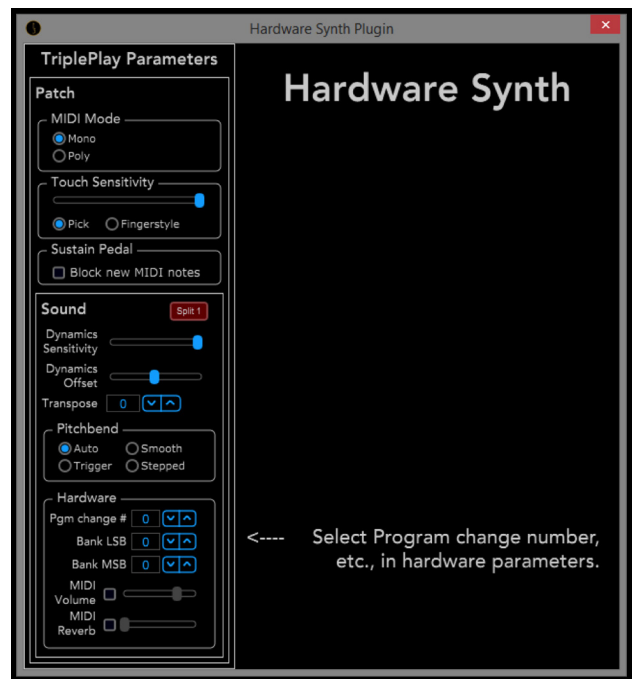 Hardware Synth Plugin
TriplePlay Parameters
Patch
MIDI Mode
Mono
Poly
Touch Sensitivity
Pick Fingerstyle
Sustain Pedal
Block new MIDI notes
Sound Split 1
Dynamics
Sensitivity
Dynamics
Offset
Transpose 0
Pitchbend
Auto Smooth
Trigger Stepped
Hardware
Pgm change # 0
Bank LSB 0
Bank MSB 0
MIDI
Volume
MIDI
Reverb
Hardware Synth
<---- Select Program change number,
etc., in hardware parameters.